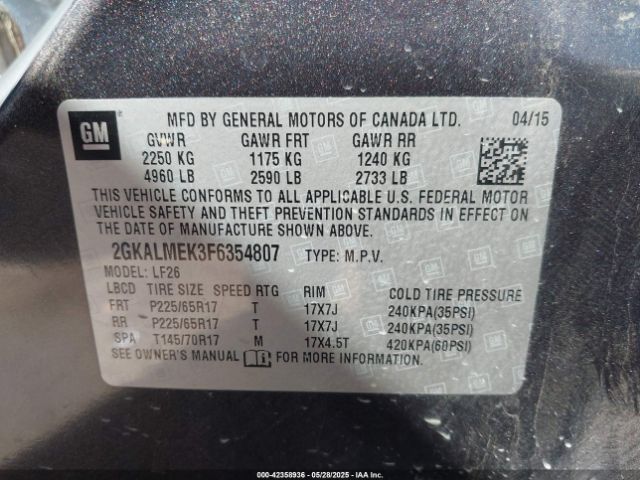 GM
MFD BY GENERAL MOTORS OF CANADA LTD. 04/15
GVWR GAWR FRT GAWR RR
2250 KG 1175 KG 1240 KG
4960 LB 2590 LB 2733 LB
THIS VEHICLE CONFORMS TO ALL APPLICABLE U.S. FEDERAL MOTOR
VEHICLE SAFETY AND THEFT PREVENTION STANDARDS IN EFFECT ON
THE DATE OF MANUFACTURE SHOWN ABOVE.
2GKALMEK3F6354807 TYPE: M.P.V.
MODEL: LF26
LBCD TIRE SIZE SPEED RTG RIM COLD TIRE PRESSURE
FRT P225/65R17 T 17X7J 240KPA(35PSI)
RR P225/65R17 T 17X7J 240KPA(35PSI)
SPA T145/70R17 M 17X4.5T 420KPA(60PSI)
SEE OWNER'S MANUAL FOR MORE INFORMATION.
000-42358936 - 05/28/2025 - IAA Inc.